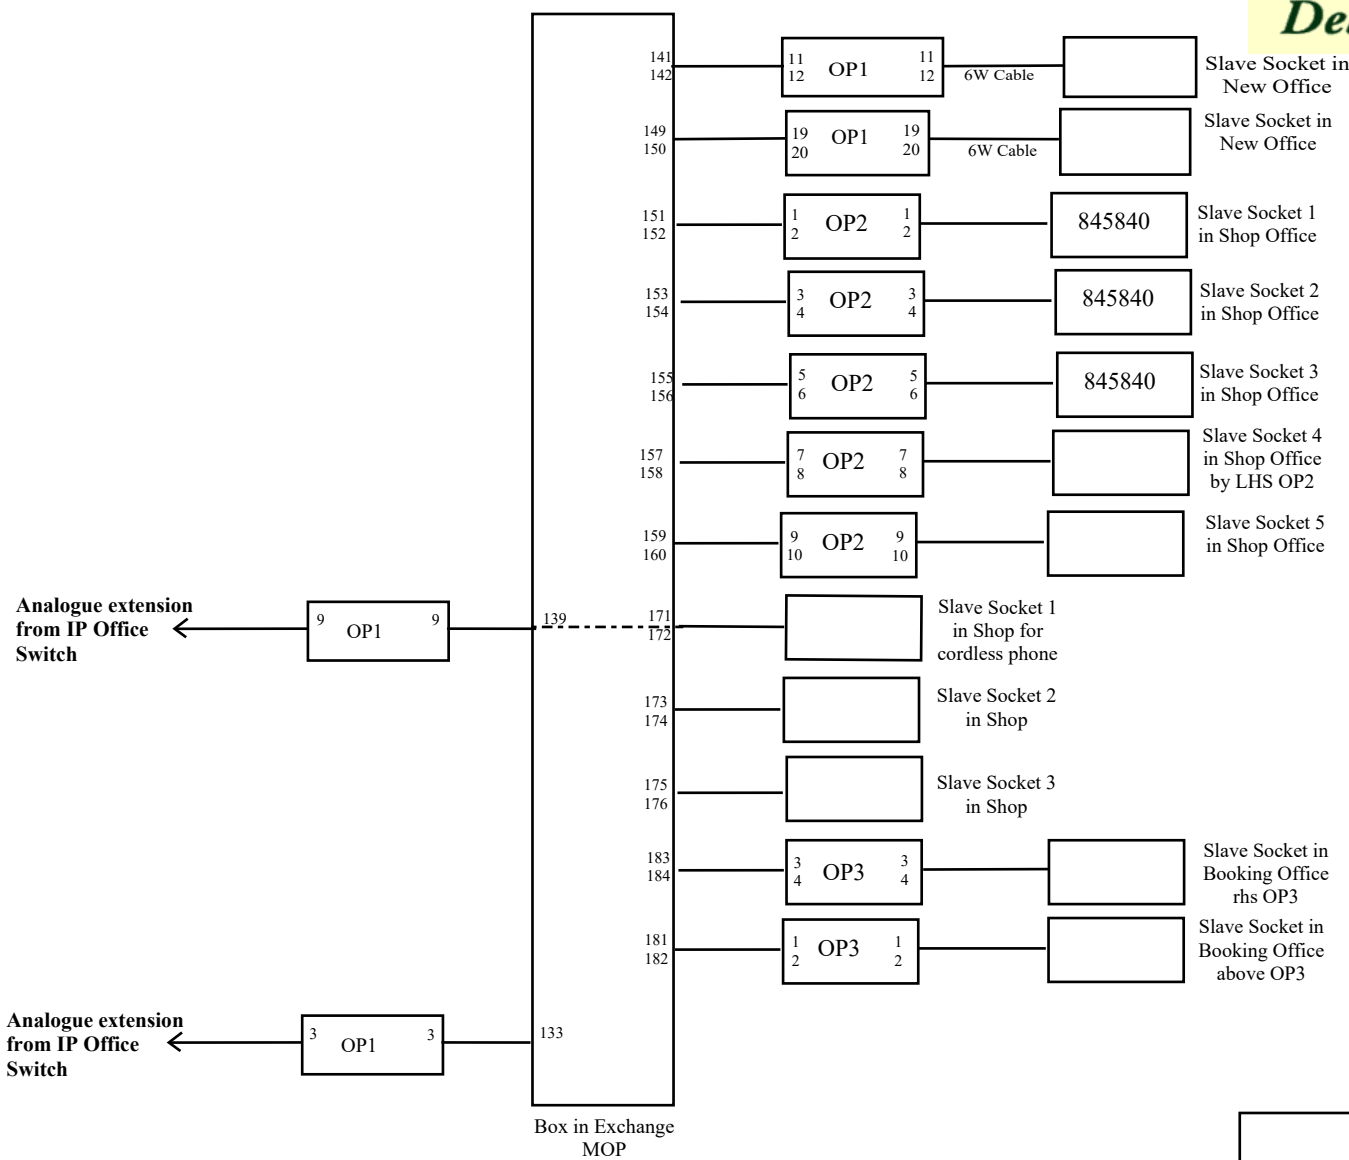 141
142
11
12
OP1
11
12
6W Cable
Slave Socket in
New Office
149
150
19
20
OP1
19
20
6W Cable
Slave Socket in
New Office
151
152
1
2
OP2
1
2
845840
Slave Socket 1
in Shop Office
153
154
3
4
OP2
3
4
845840
Slave Socket 2
in Shop Office
155
156
5
6
OP2
5
6
845840
Slave Socket 3
in Shop Office
157
158
7
8
OP2
7
8
Slave Socket 4
in Shop Office
by LHS OP2
159
160
9
10
OP2
9
10
Slave Socket 5
in Shop Office
Analogue extension
from IP Office
Switch
9
OP1
9
139
171
172
Slave Socket 1
in Shop for
cordless phone
173
174
Slave Socket 2
in Shop
175
176
Slave Socket 3
in Shop
183
184
3
4
OP3
3
4
Slave Socket in
Booking Office
rhs OP3
181
182
1
2
OP3
1
2
Slave Socket in
Booking Office
above OP3
Analogue extension
from IP Office
Switch
3
OP1
3
133
Box in Exchange
MOP